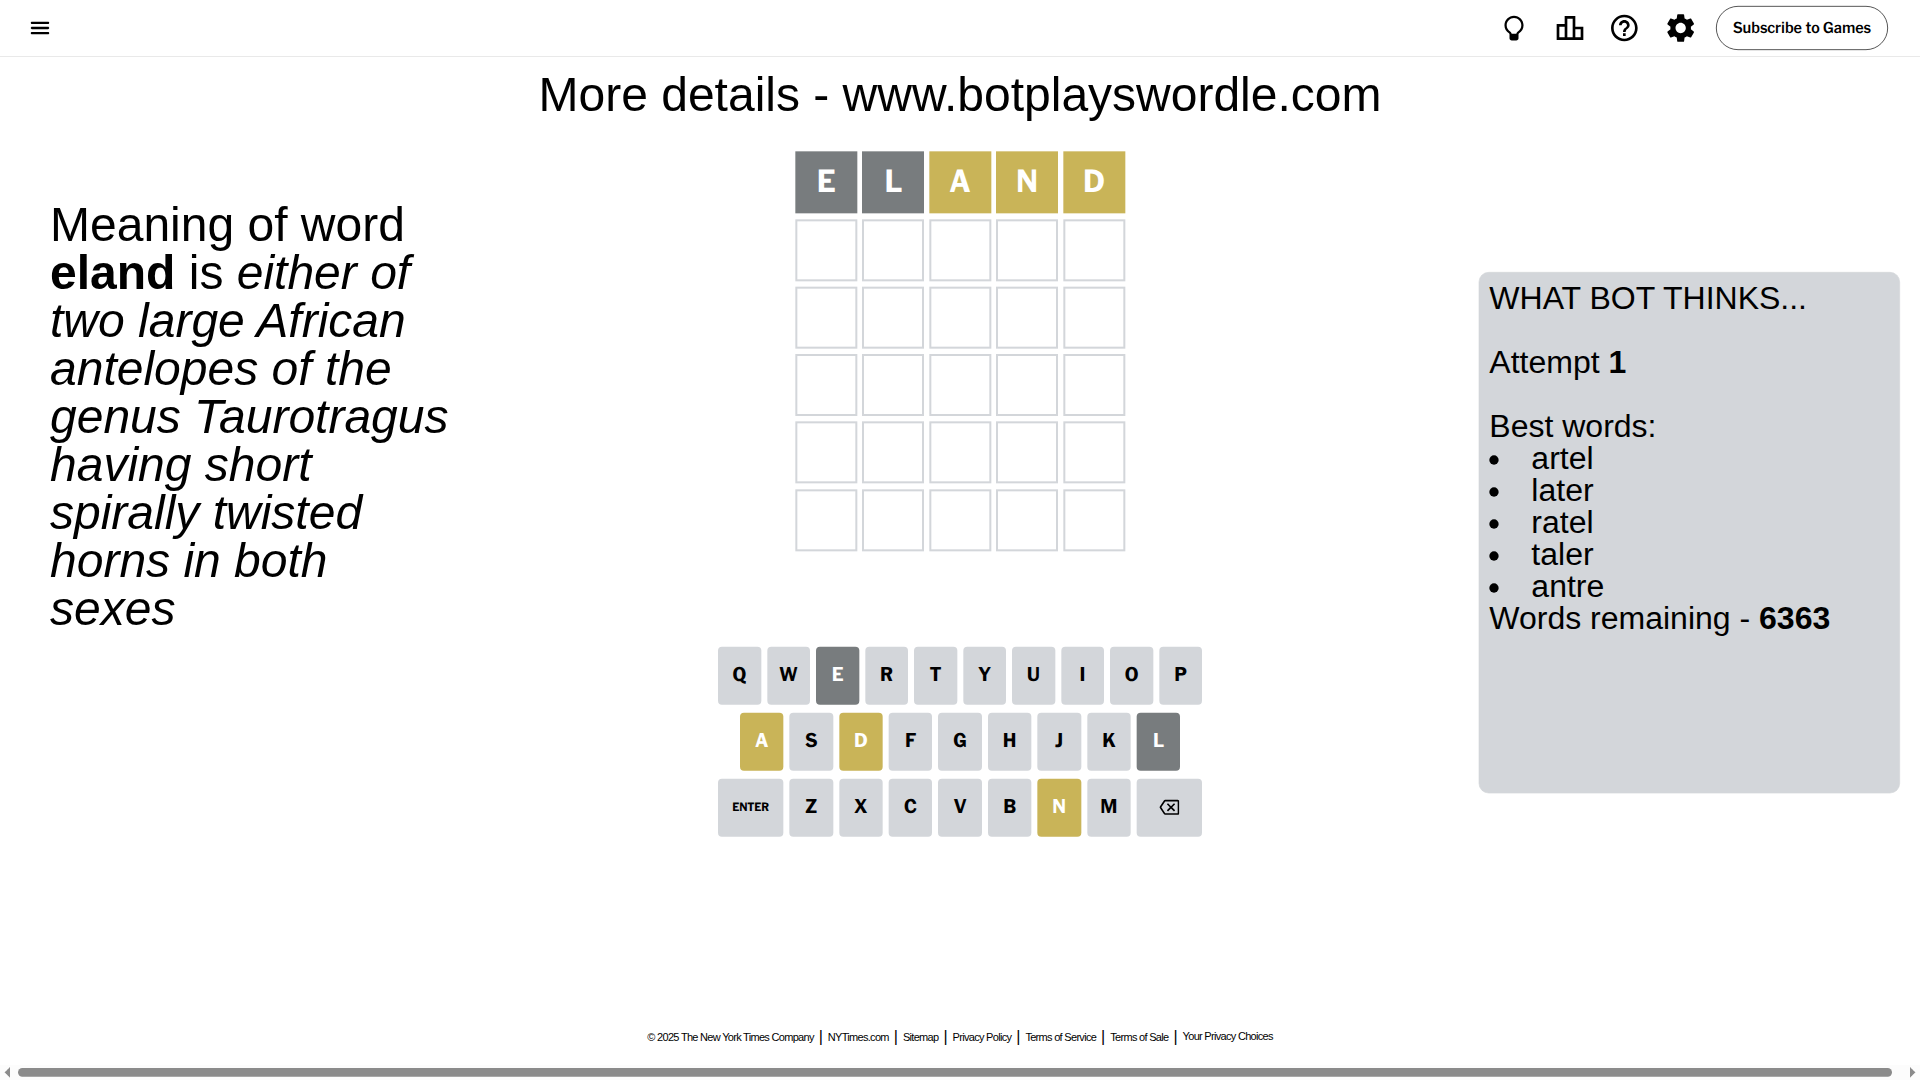 Subscribe to Games
More details - www.botplayswordle.com
E L A N D
Meaning of word
eland is either of
two large African
antelopes of the
genus Taurotragus
having short
spirally twisted
horns in both
sexes
WHAT BOT THINKS...
Attempt 1
Best words:
• artel
• later
• ratel
• taler
• antre
Words remaining - 6363
Q W E R T Y U I O P
A S D F G H J K L
ENTER Z X C V B N M
© 2025 The New York Times Company | NYTimes.com | Sitemap | Privacy Policy | Terms of Service | Terms of Sale | Your Privacy Choices